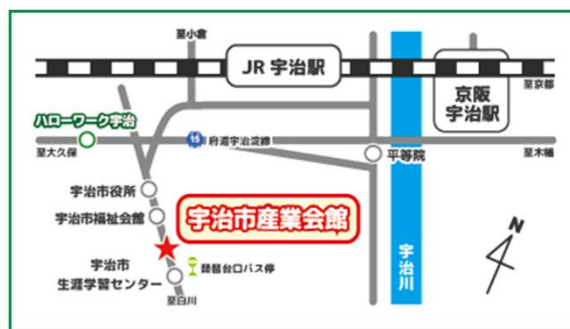 至小倉
JR 宇治駅
至京都
京阪
宇治駅
ハローワーク宇治
至大久保
15
府道宇治淀線
平等院
至木幡
宇治市役所
宇治市福祉会館
宇治市産業会館
宇治川
N
宇治市
生涯学習センター
琵琶台口バス停
至白川